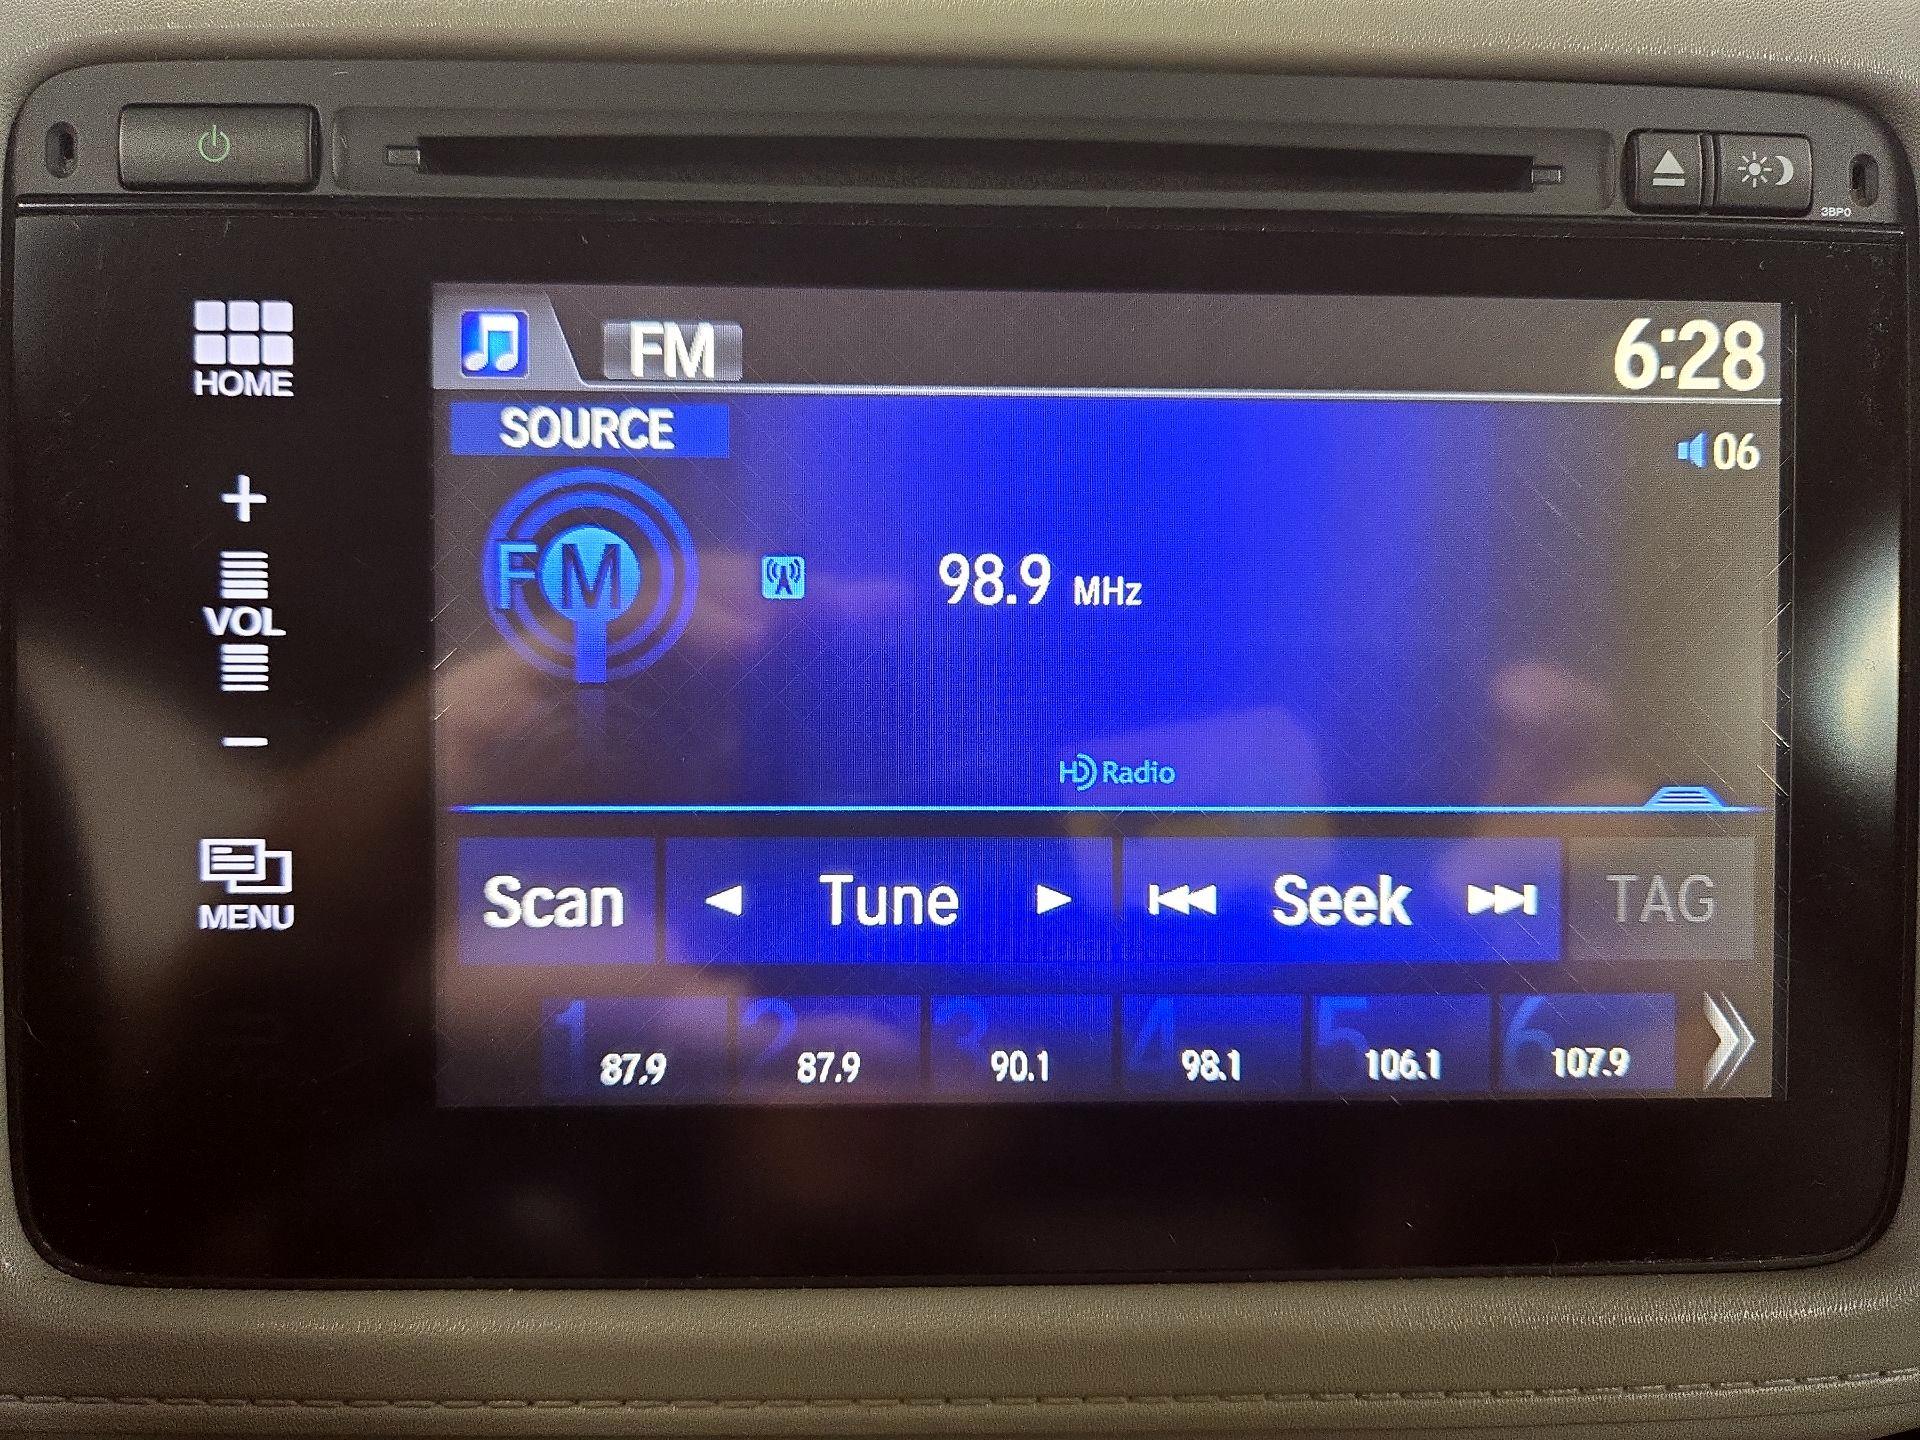 3BP0
HOME
FM
6:28
SOURCE
06
+
FM
98.9 MHz
VOL
−
HD Radio
MENU
Scan
Tune
Seek
TAG
1 87.9
2 87.9
3 90.1
4 98.1
5 106.1
6 107.9